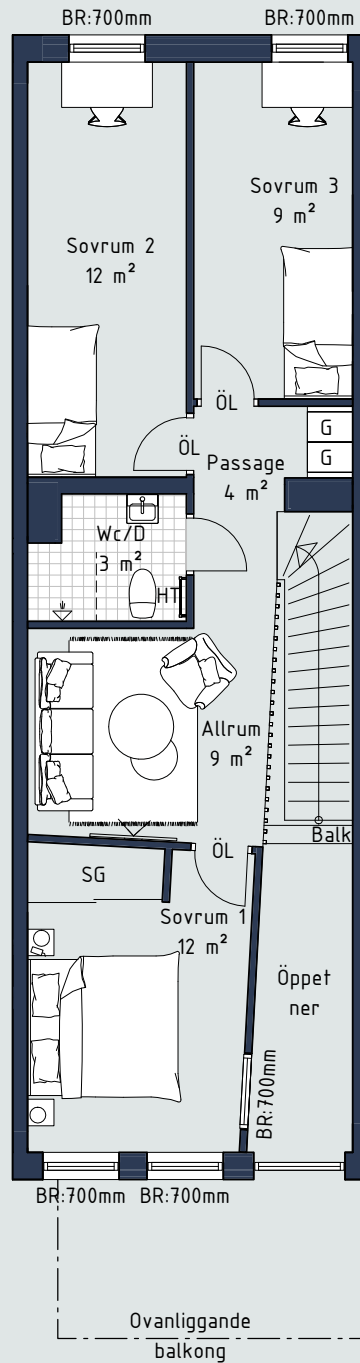 BR:700mm
BR:700mm
Sovrum 3
9 m²
Sovrum 2
12 m²
ÖL
G
ÖL
G
Passage
4 m²
Wc/D
3 m²
HT
Allrum
9 m²
Balk
ÖL
SG
Sovrum 1
12 m²
Öppet
ner
BR:700mm
BR:700mm
BR:700mm
Ovanliggande
balkong